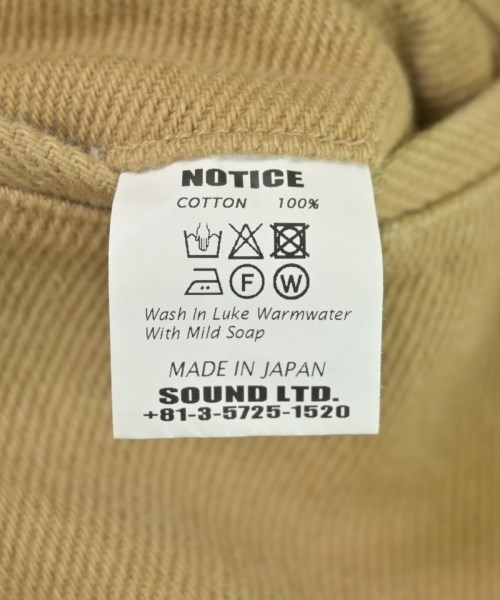 NOTICE
COTTON 100%
F W
Wash In Luke Warmwater
With Mild Soap
MADE IN JAPAN
SOUND LTD.
+81-3-5725-1520